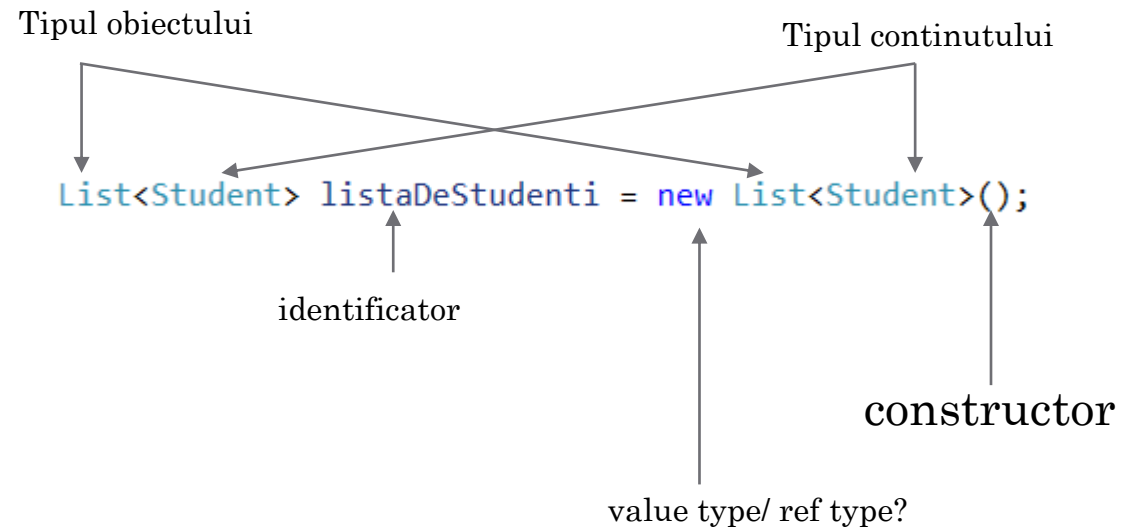 Tipul obiectului
Tipul continutului
List<Student> listaDeStudenti = new List<Student>();
identificator
constructor
value type/ ref type?